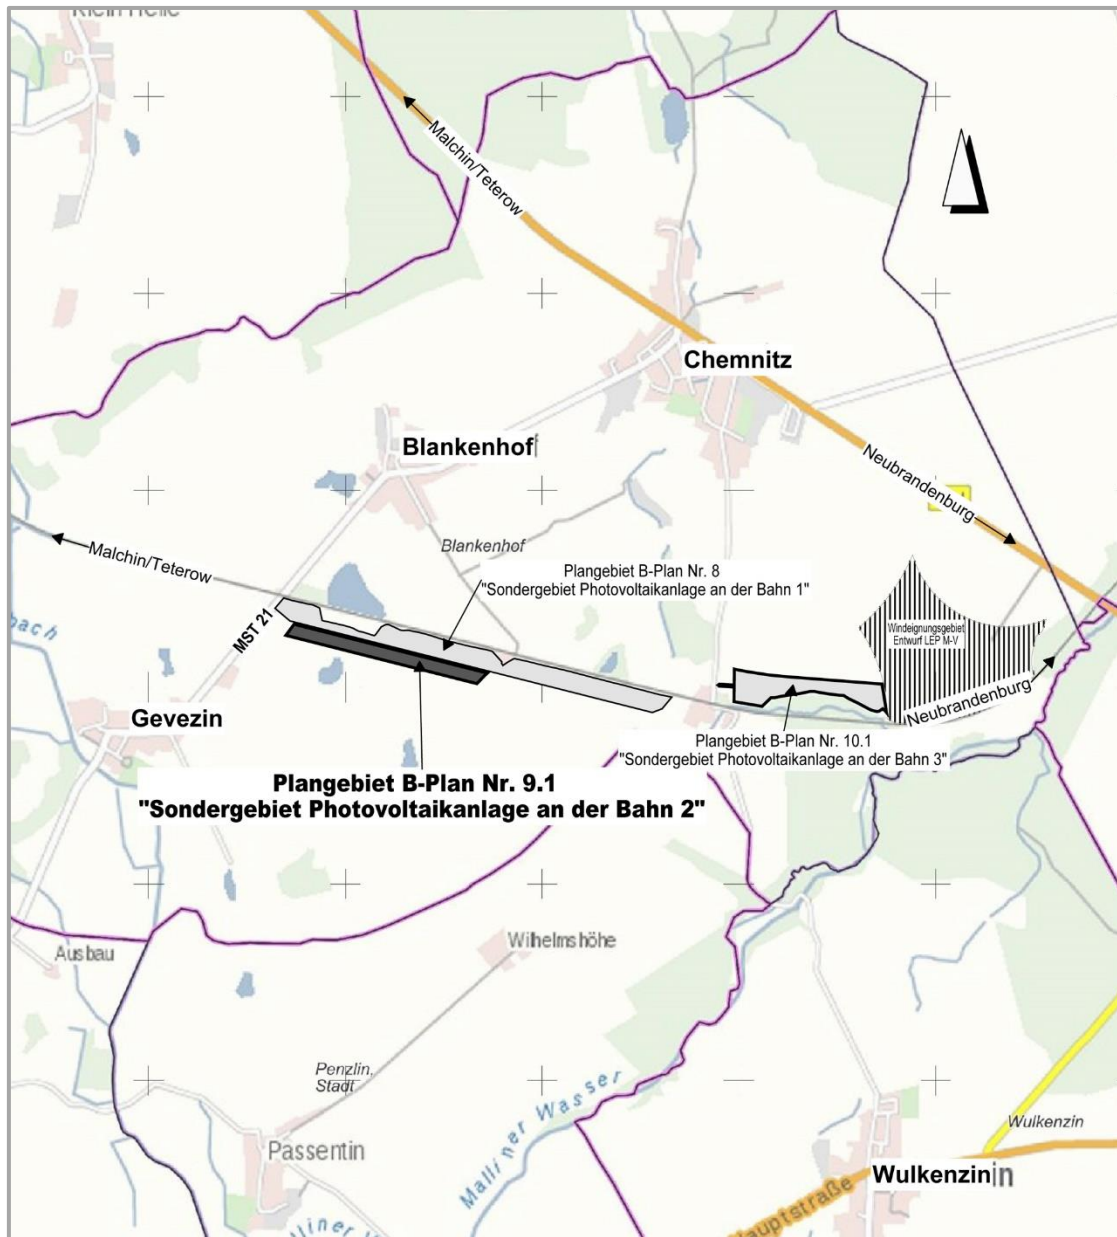 Klein Helle
Malchin/Teterow
Chemnitz
Blankenhof
Neubrandenburg
Blankenhof
Malchin/Teterow
Plangebiet B-Plan Nr. 8
"Sondergebiet Photovoltaikanlage an der Bahn 1"
MST 21
Windeignungsgebiet
Entwurf LEP M-V
Neubrandenburg
Gevezin
Plangebiet B-Plan Nr. 10.1
"Sondergebiet Photovoltaikanlage an der Bahn 3"
Plangebiet B-Plan Nr. 9.1
"Sondergebiet Photovoltaikanlage an der Bahn 2"
Wilhelmshöhe
Ausbau
Penzlin,
Stadt
Malliner Wasser
Wulkenzin
Passentin
Wulkenzin
Hauptstraße